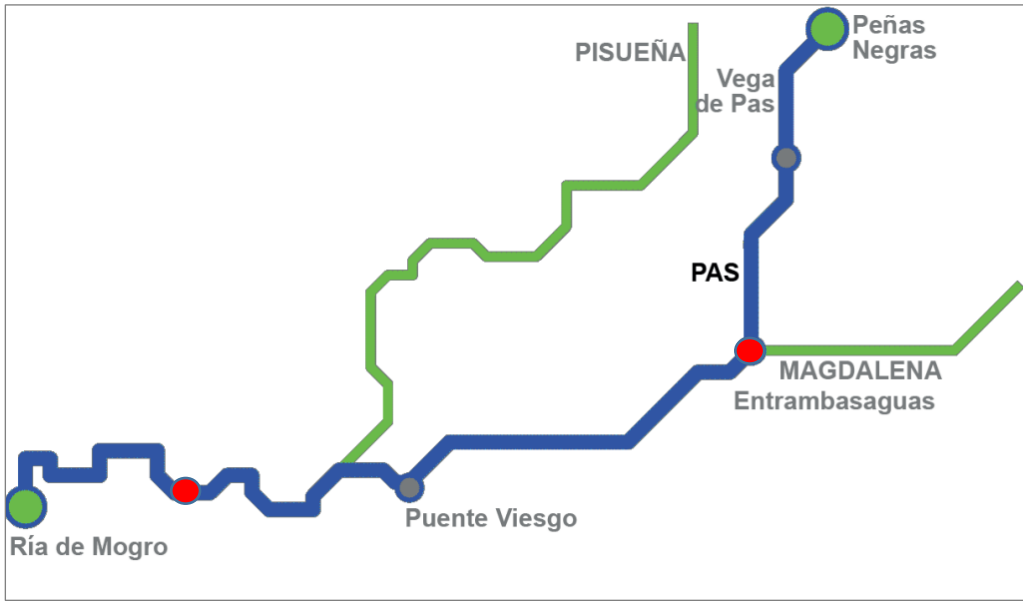 Peñas
Negras
PISUEÑA
Vega
de Pas
PAS
MAGDALENA
Entrambasaguas
Puente Viesgo
Ría de Mogro